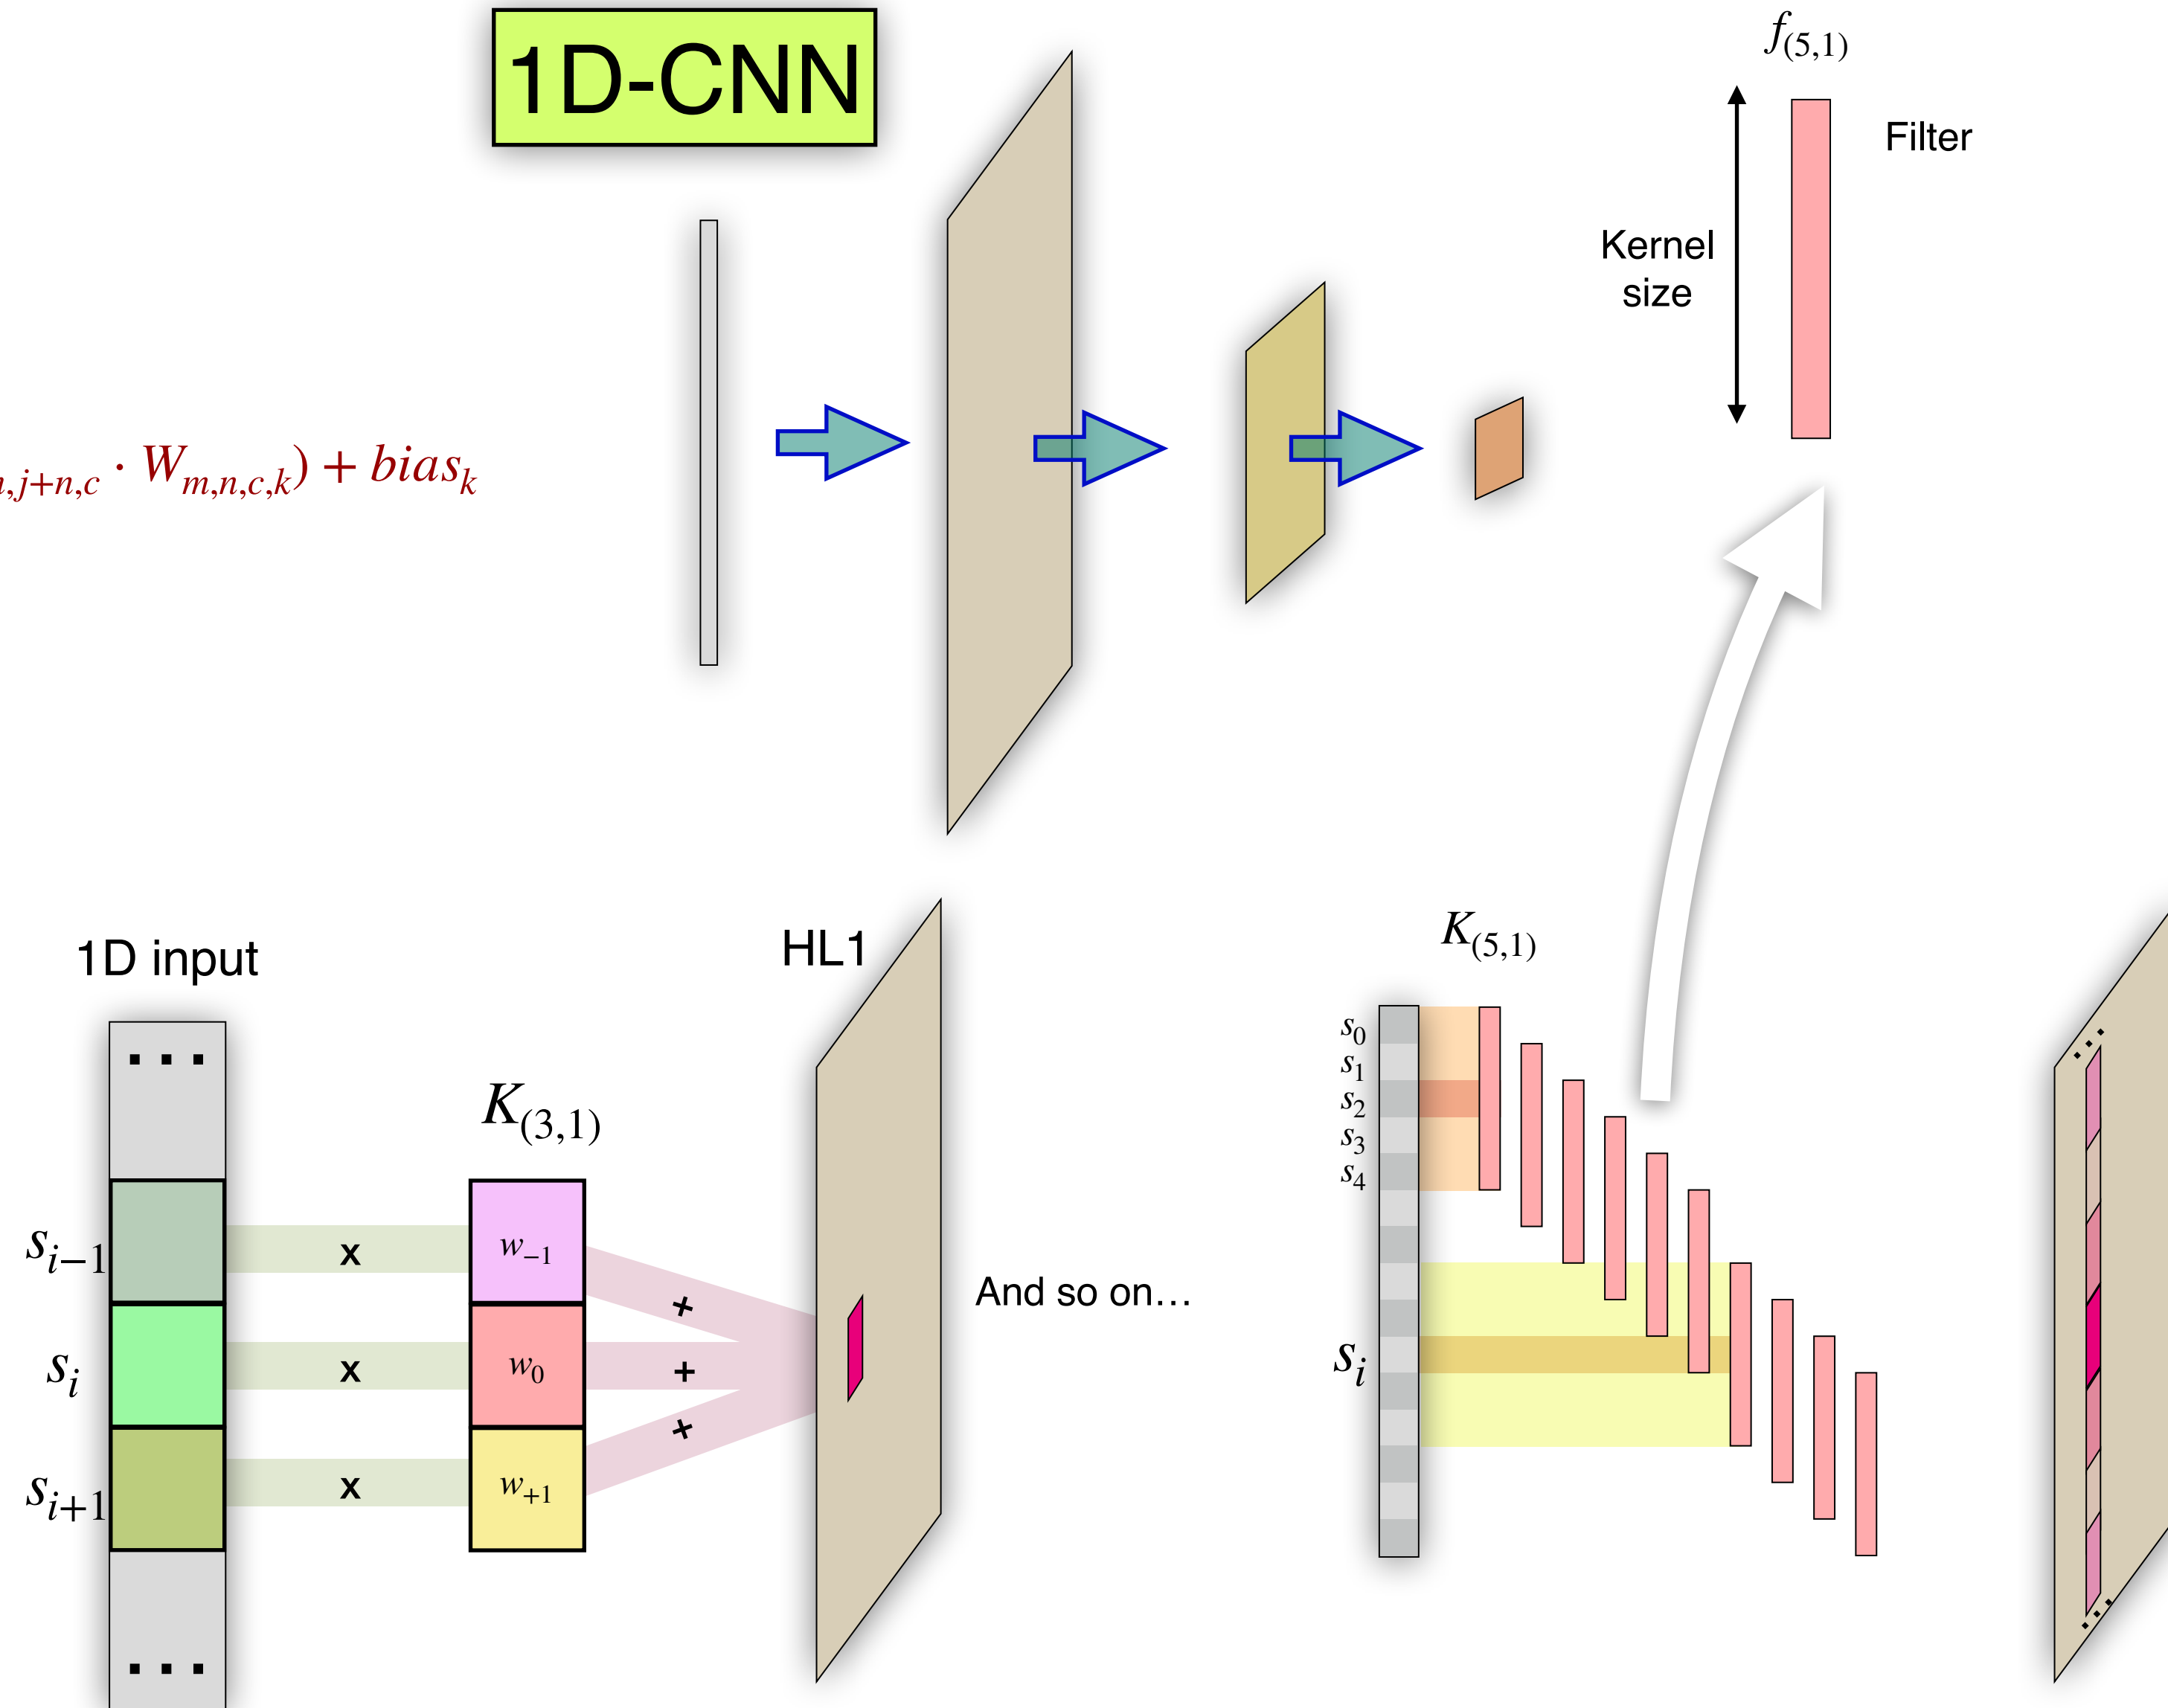 1D-CNN
f(5,1)
Filter
Kernel
size
,j+n,c · Wm,n,c,k) + biask
1D input
HL1
K(5,1)
K(3,1)
. . .
s0
s1
s2
s3
s4
si−1
x
w−1
+
And so on…
si
x
w0
+
si
si+1
x
w+1
+
. . .